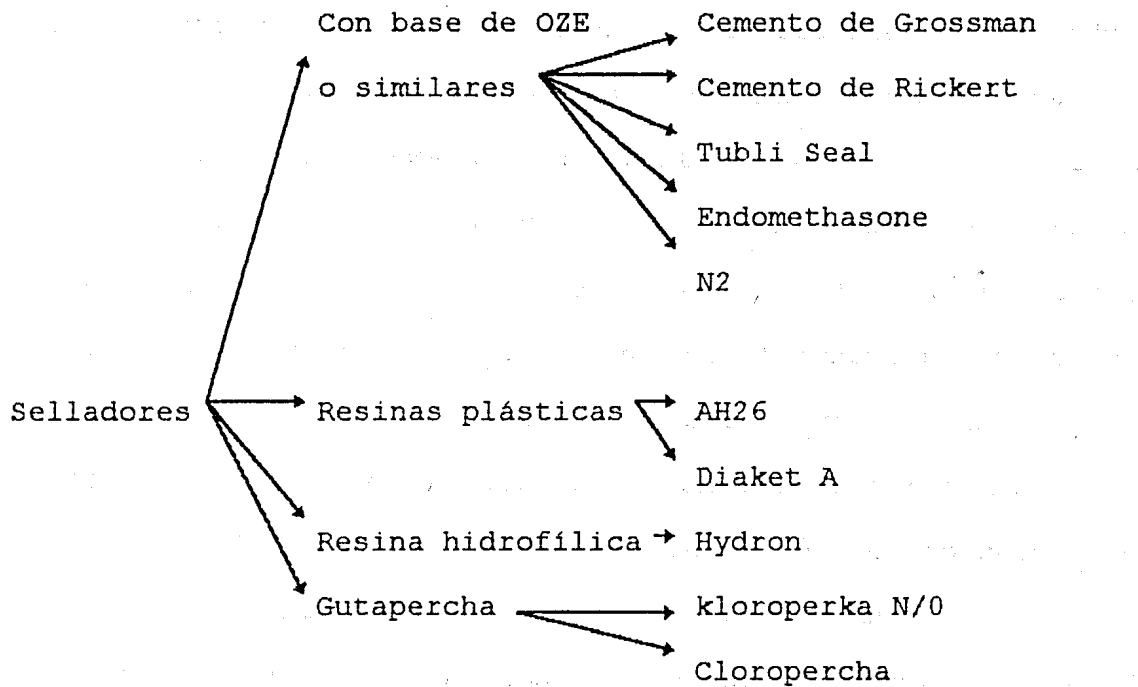 Con base de OZE
o similares
Cemento de Grossman
Cemento de Rickert
Tubli Seal
Endomethasone
N2
Selladores
Resinas plásticas
AH26
Diaket A
Resina hidrofílica
Hydron
Gutapercha
kloroperka N/0
Cloropercha